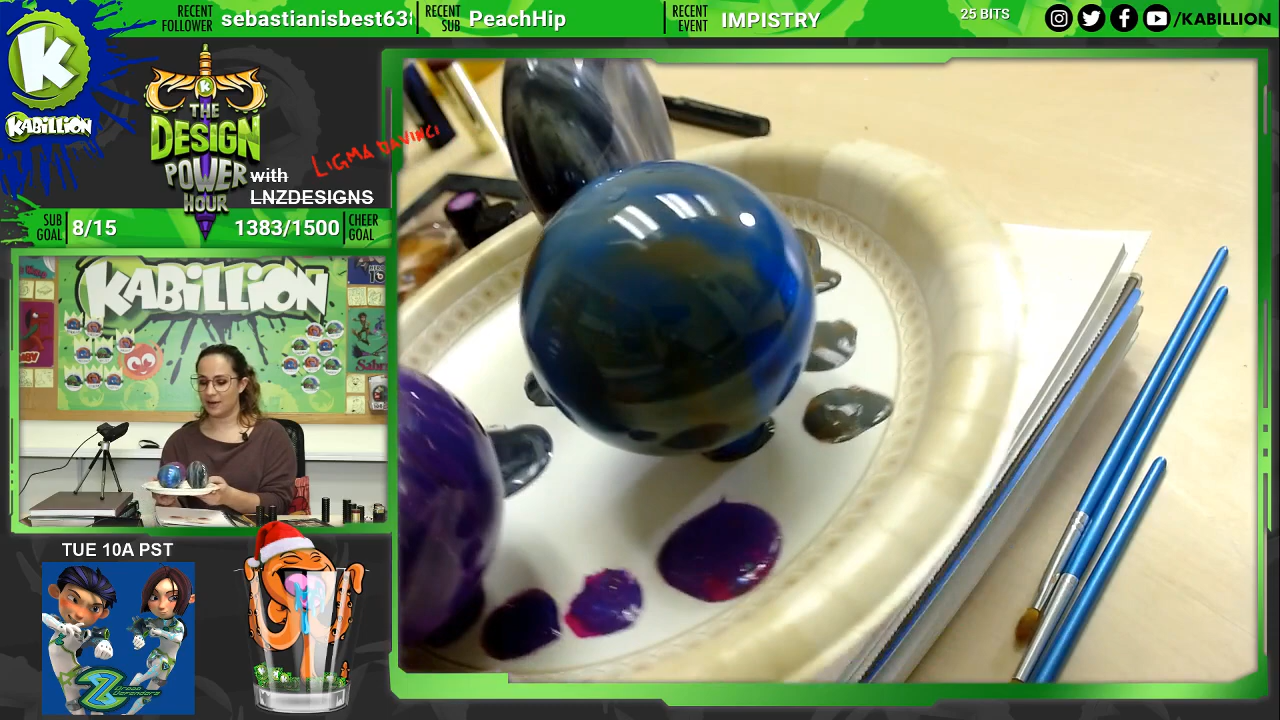 RECENT FOLLOWER sebastianisbest63
RECENT SUB PeachHip
RECENT EVENT IMPISTRY
25 BITS
/KABILLION
K
KABILLION
THE DESIGN POWER HOUR
with
LIGMA DAVINCI
LNZDESIGNS
SUB GOAL 8/15
1383/1500 CHEER GOAL
KABILLION
TUE 10A PST